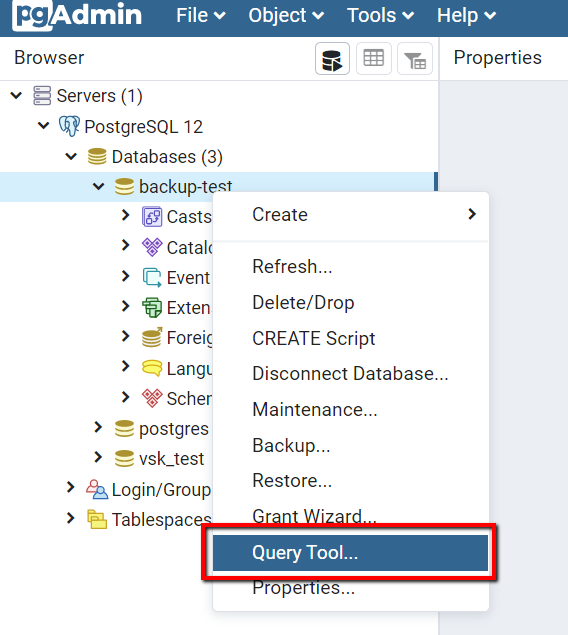 pgAdmin File Object Tools Help
Browser Properties
Servers (1)
PostgreSQL 12
Databases (3)
backup-test
Casts
Catalo
Event
Exten
Foreig
Langu
Schem
postgres
vsk_test
Login/Group
Tablespaces
Create
Refresh...
Delete/Drop
CREATE Script
Disconnect Database...
Maintenance...
Backup...
Restore...
Grant Wizard...
Query Tool...
Properties...